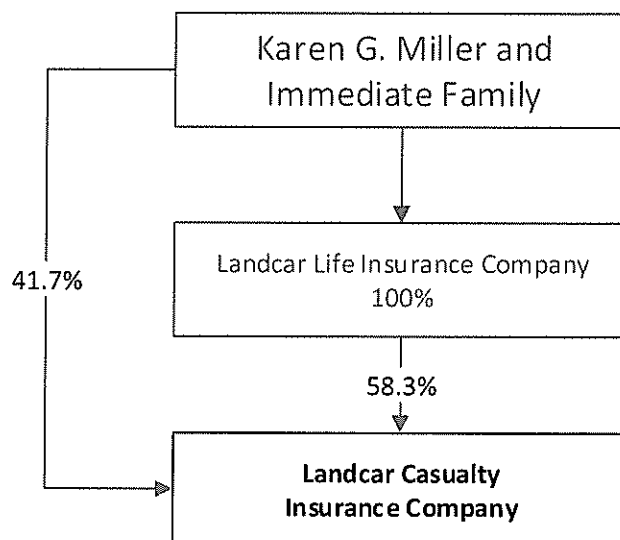 Karen G. Miller and
Immediate Family
Landcar Life Insurance Company
100%
41.7%
58.3%
Landcar Casualty
Insurance Company